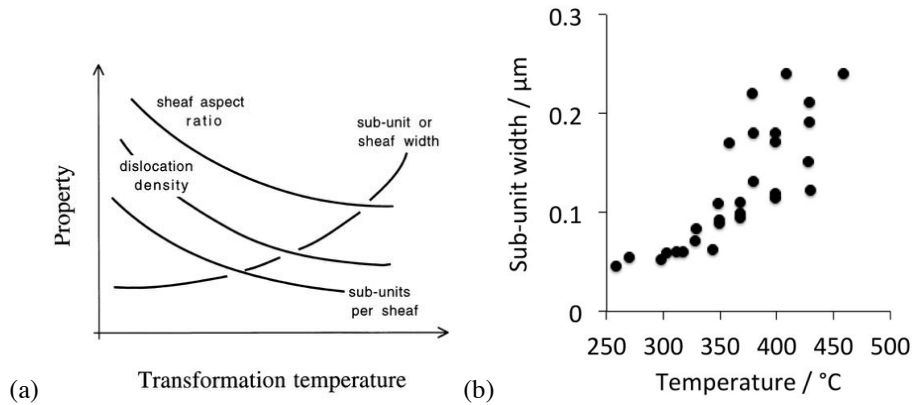 Property
sheaf aspect
ratio
sub-unit or
sheaf width
dislocation
density
sub-units
per sheaf
Transformation temperature
(a)
Sub-unit width / µm
0.3
0.2
0.1
0
250 300 350 400 450 500
Temperature / °C
(b)